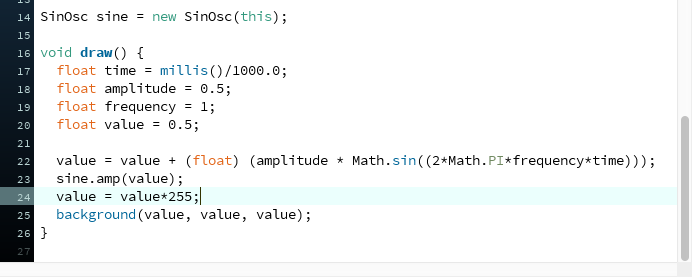 13
14 SinOsc sine = new SinOsc(this);
15
16 void draw() {
17   float time = millis()/1000.0;
18   float amplitude = 0.5;
19   float frequency = 1;
20   float value = 0.5;
21
22   value = value + (float) (amplitude * Math.sin((2*Math.PI*frequency*time)));
23   sine.amp(value);
24   value = value*255;
25   background(value, value, value);
26 }
27